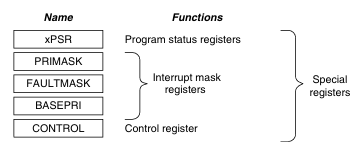 Name Functions
xPSR Program status registers
PRIMASK
FAULTMASK Interrupt mask Special
registers registers
BASEPRI
CONTROL Control register